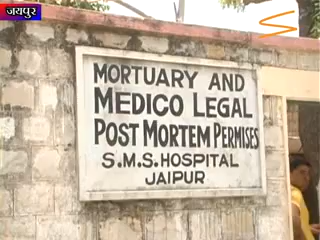 जयपुर
MORTUARY AND
MEDICO LEGAL
POST MORTEM PERMISES
S.M.S. HOSPITAL
JAIPUR